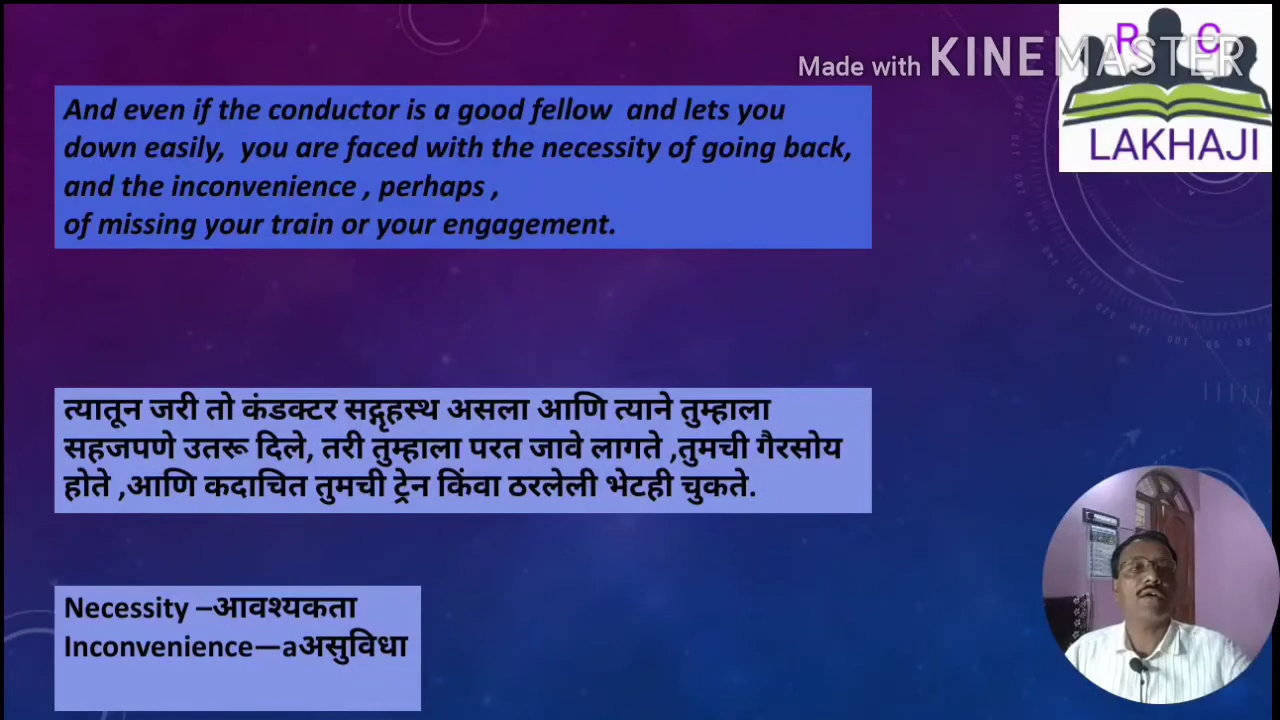 Made with KINEMASTER
R C
LAKHAJI
And even if the conductor is a good fellow and lets you
down easily, you are faced with the necessity of going back,
and the inconvenience , perhaps ,
of missing your train or your engagement.
त्यातून जरी तो कंडक्टर सद्गृहस्थ असला आणि त्याने तुम्हाला
सहजपणे उतरू दिले, तरी तुम्हाला परत जावे लागते ,तुमची गैरसोय
होते ,आणि कदाचित तुमची ट्रेन किंवा ठरलेली भेटही चुकते.
Necessity –आवश्यकता
Inconvenience—aअसुविधा